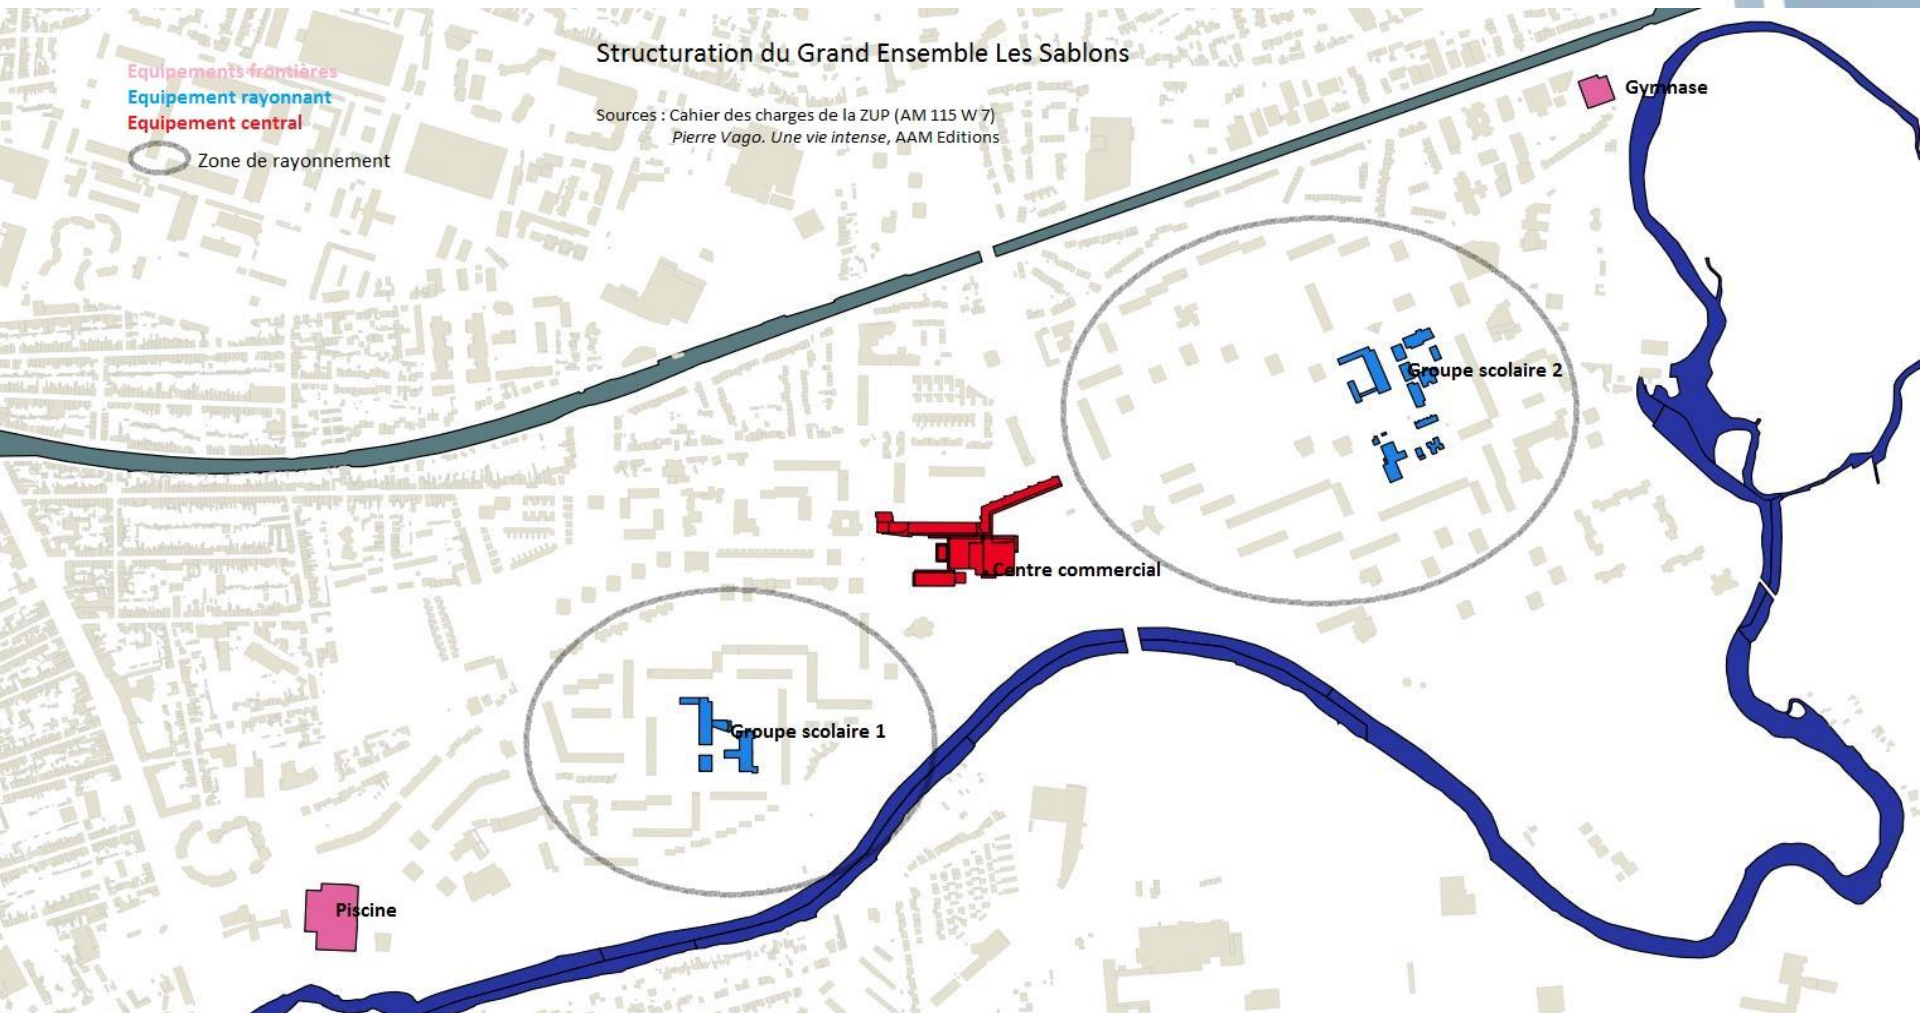 Structuration du Grand Ensemble Les Sablons
Equipements frontières
Equipement rayonnant
Equipement central
Zone de rayonnement
Sources : Cahier des charges de la ZUP (AM 115 W 7)
Pierre Vago. Une vie intense, AAM Editions
Gymnase
Groupe scolaire 2
Centre commercial
Groupe scolaire 1
Piscine